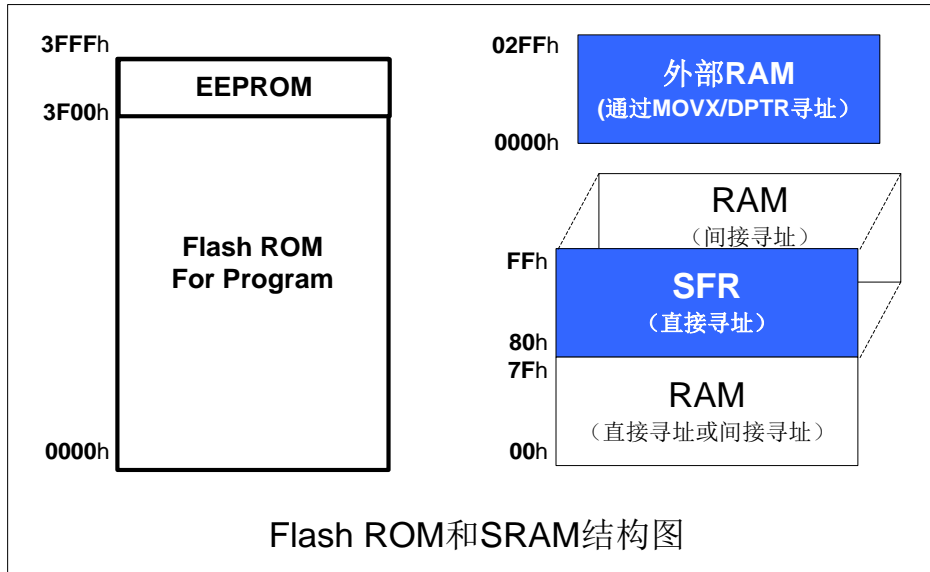 3FFFh
EEPROM
3F00h
Flash ROM
For Program
0000h
02FFh
外部RAM
(通过MOVX/DPTR寻址）
0000h
RAM
（间接寻址）
FFh
SFR
（直接寻址）
80h
7Fh
RAM
（直接寻址或间接寻址）
00h
Flash ROM和SRAM结构图